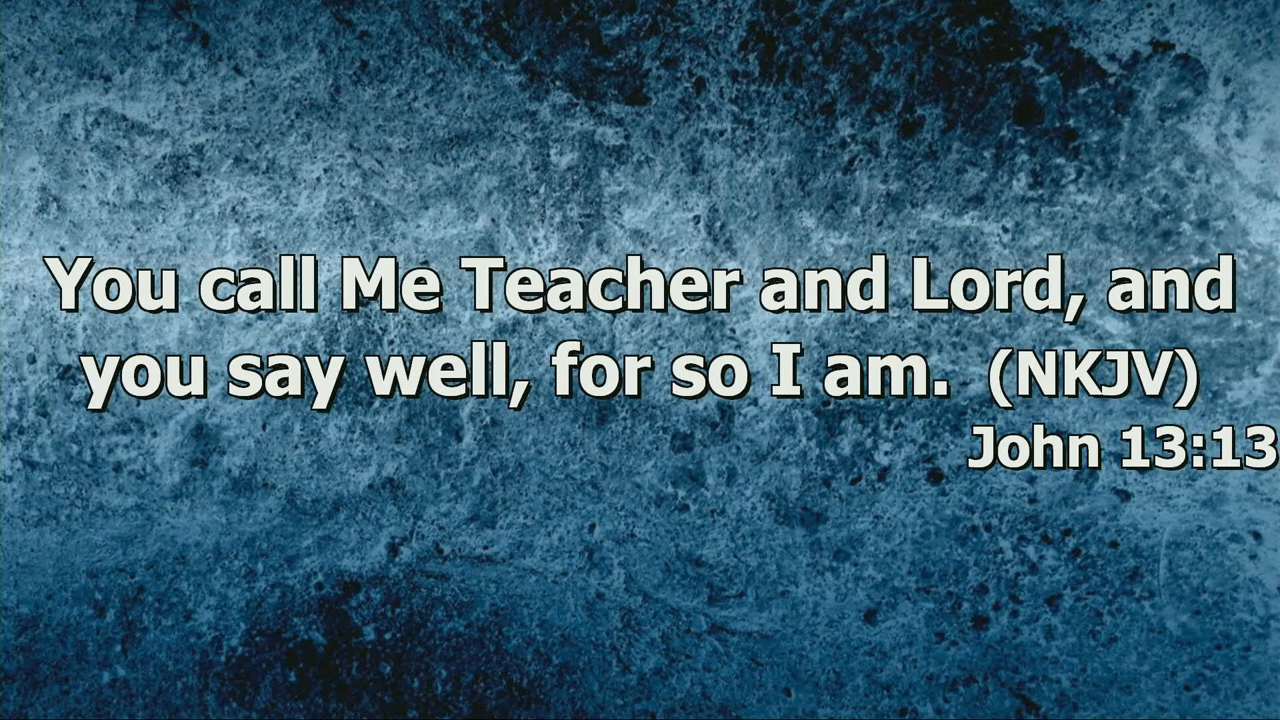 You call Me Teacher and Lord, and
you say well, for so I am. (NKJV)
John 13:13